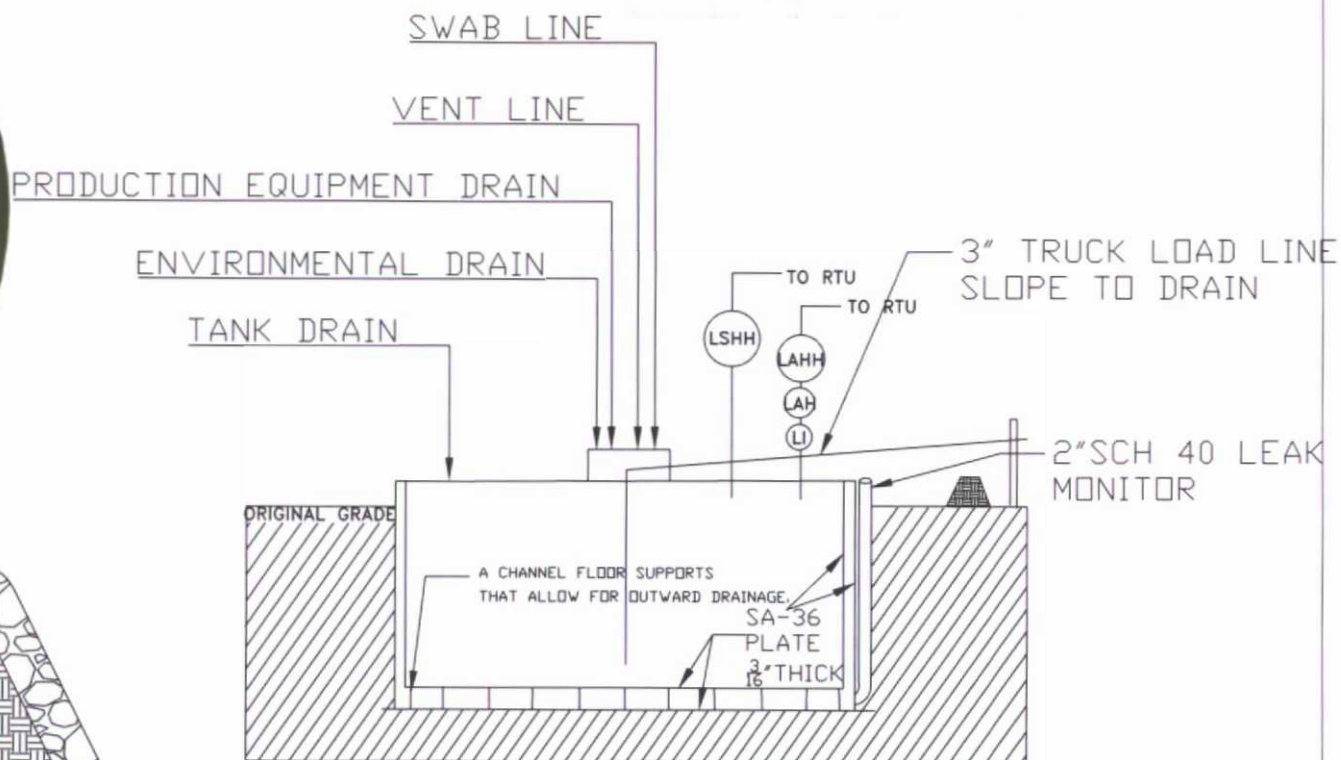 SWAB LINE
VENT LINE
PRODUCTION EQUIPMENT DRAIN
ENVIRONMENTAL DRAIN
TANK DRAIN
TO RTU
TO RTU
3" TRUCK LOAD LINE
SLOPE TO DRAIN
LSHH
LAHH
LAH
LI
2"SCH 40 LEAK
MONITOR
ORIGINAL GRADE
A CHANNEL FLOOR SUPPORTS
THAT ALLOW FOR OUTWARD DRAINAGE.
SA-36
PLATE
3/16"THICK